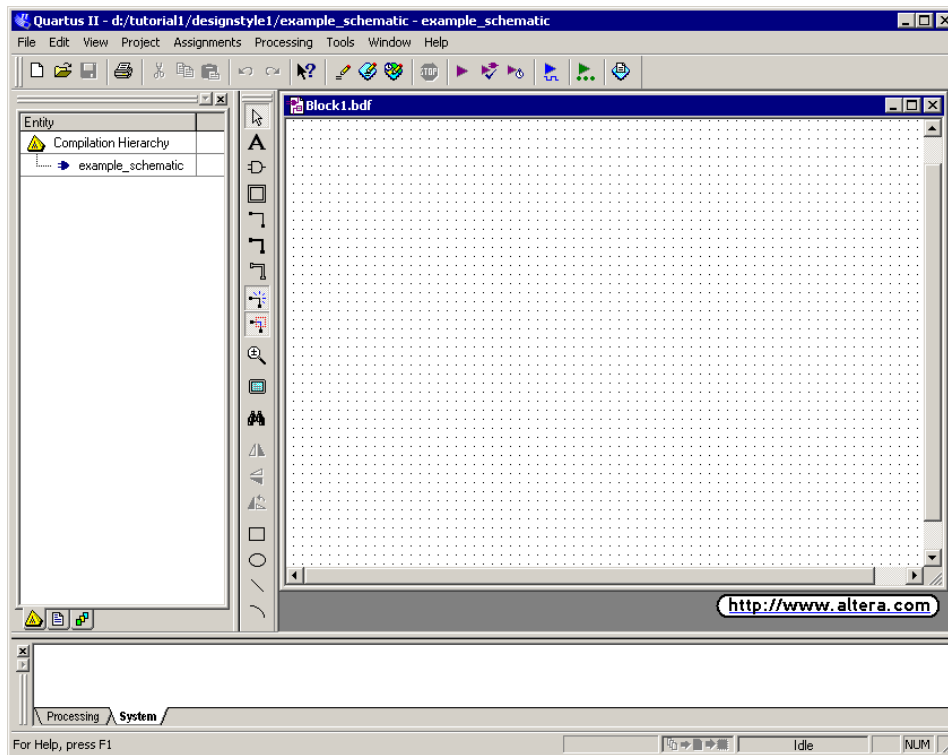 Quartus II - d:/tutorial1/designstyle1/example_schematic - example_schematic
File Edit View Project Assignments Processing Tools Window Help
STOP
Entity
Compilation Hierarchy
example_schematic
A
Block1.bdf
http://www.altera.com
Processing System
For Help, press F1
Idle
NUM